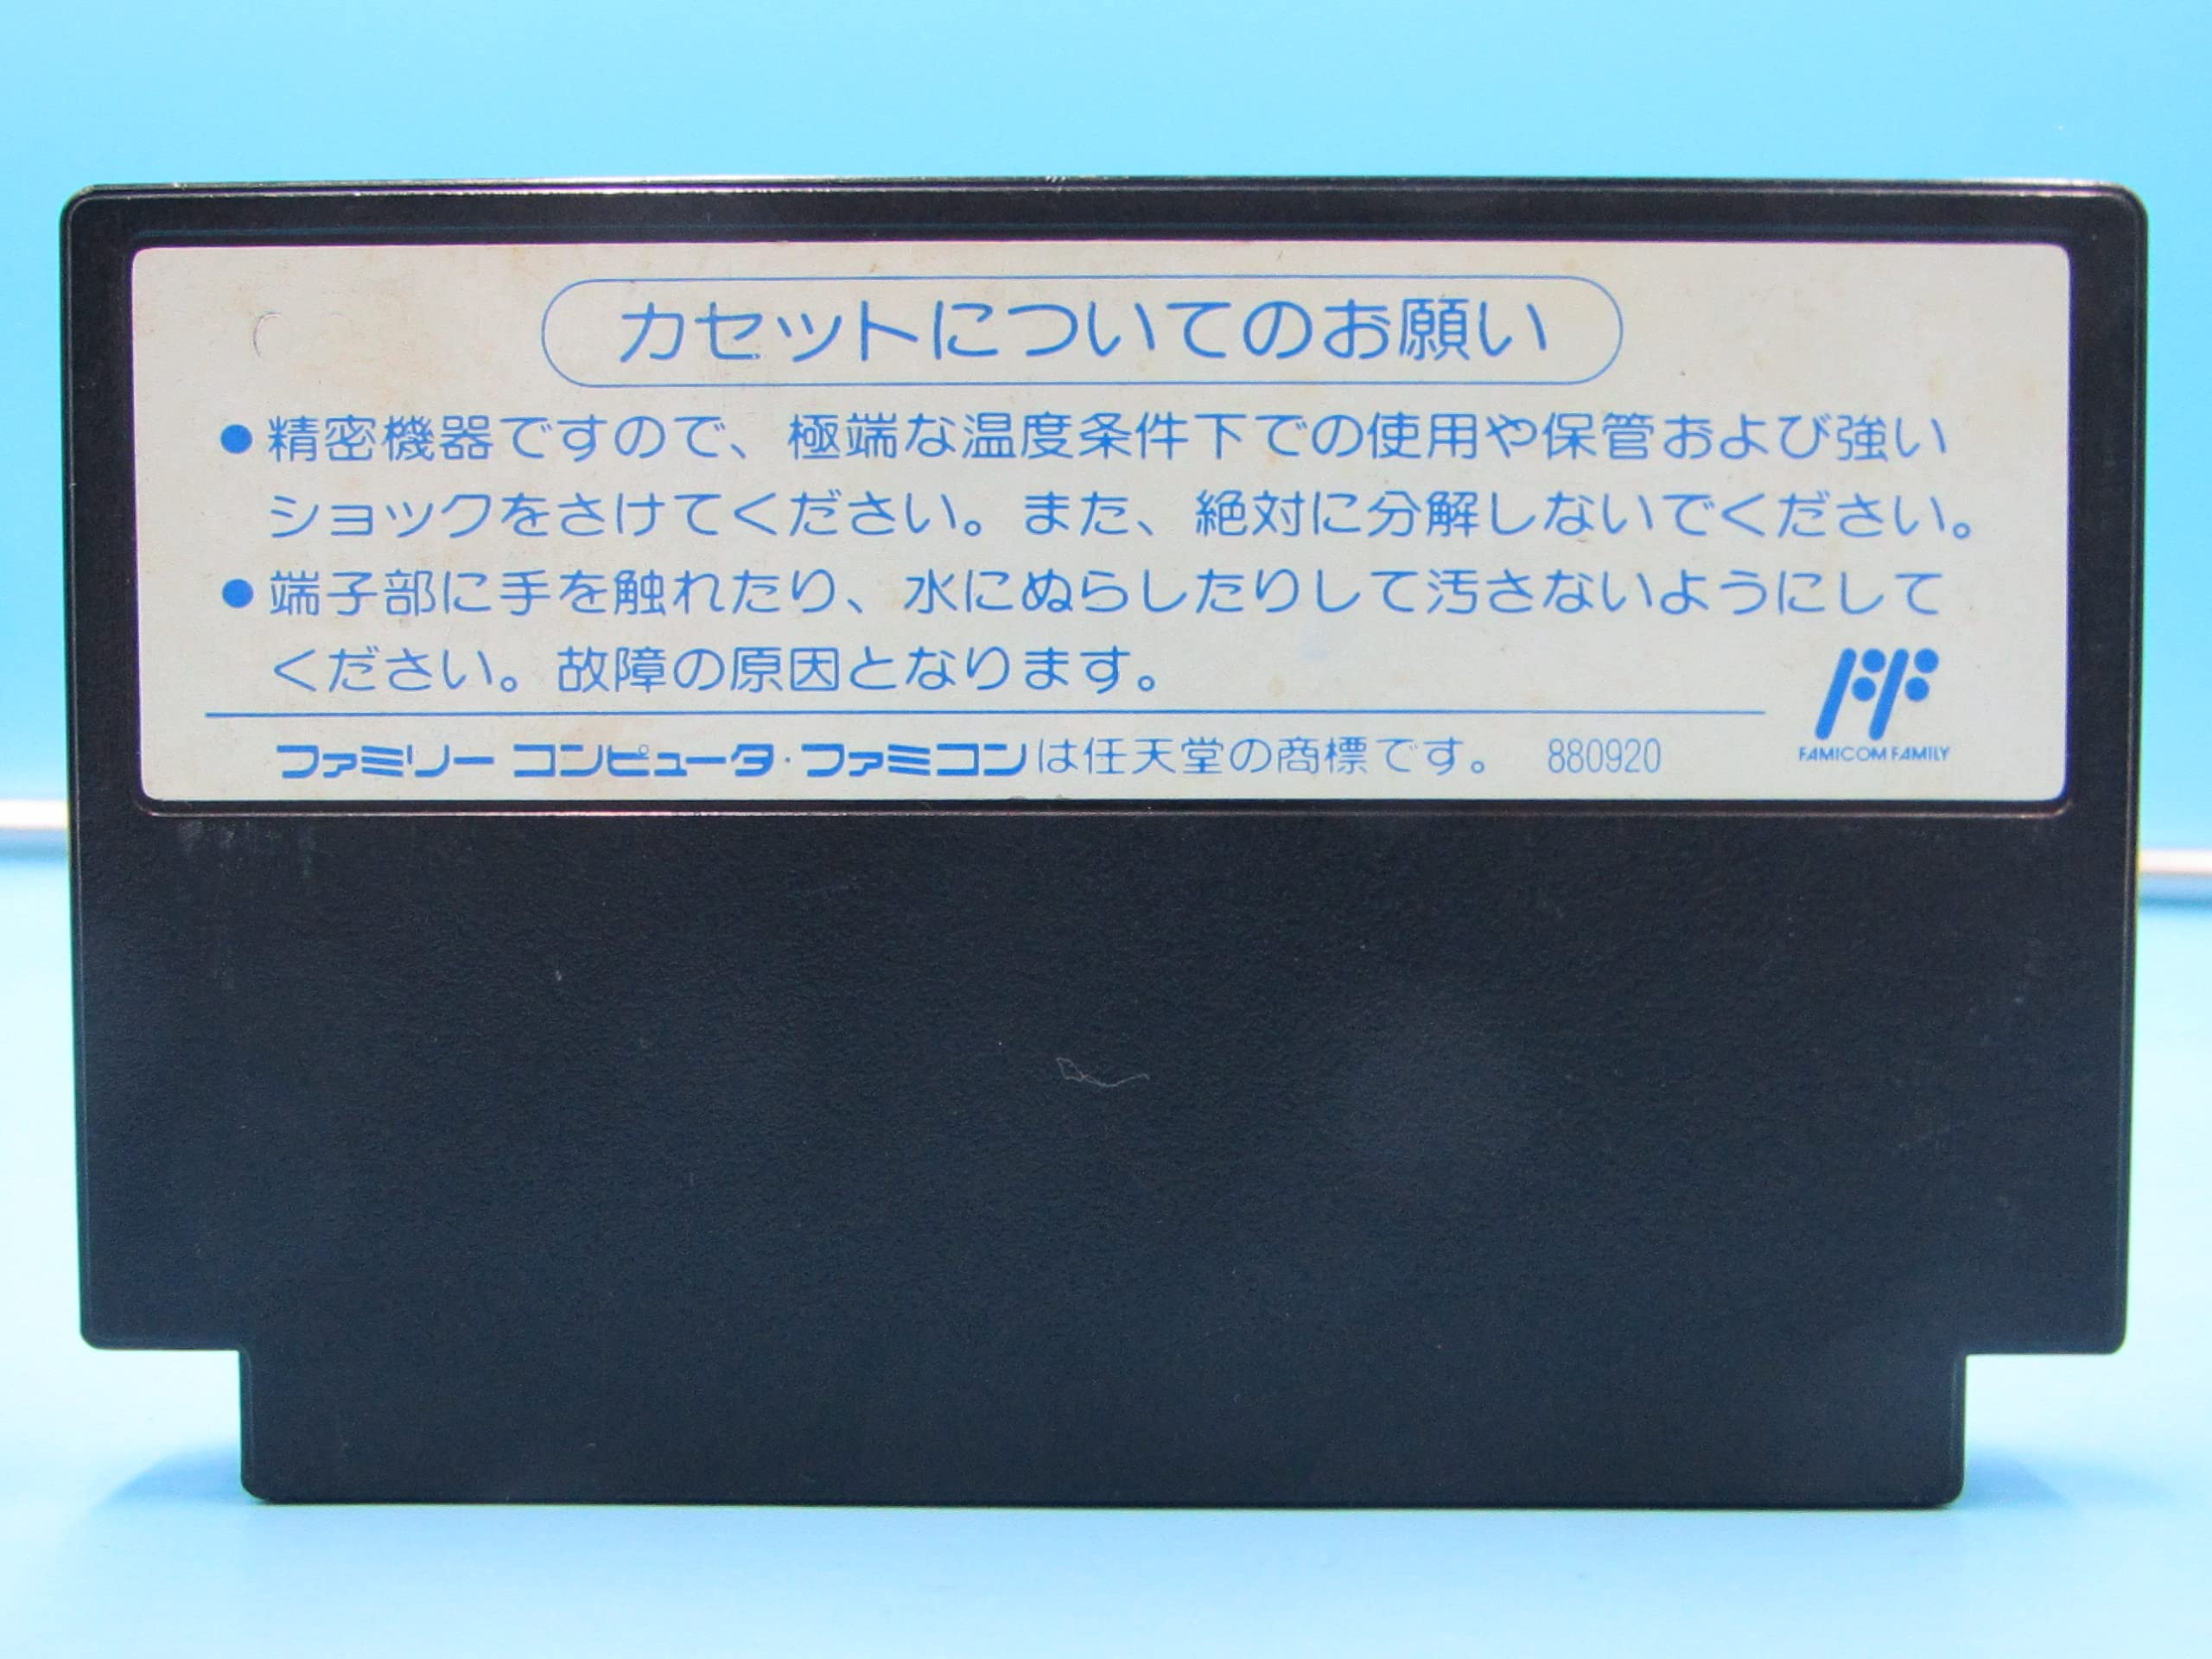 カセットについてのお願い
●精密機器ですので、極端な温度条件下での使用や保管および強い
ショックをさけてください。また、絶対に分解しないでください。
●端子部に手を触れたり、水にぬらしたりして汚さないようにして
ください。故障の原因となります。
ファミリー コンピュータ・ファミコンは任天堂の商標です。 880920
FAMICOM FAMILY